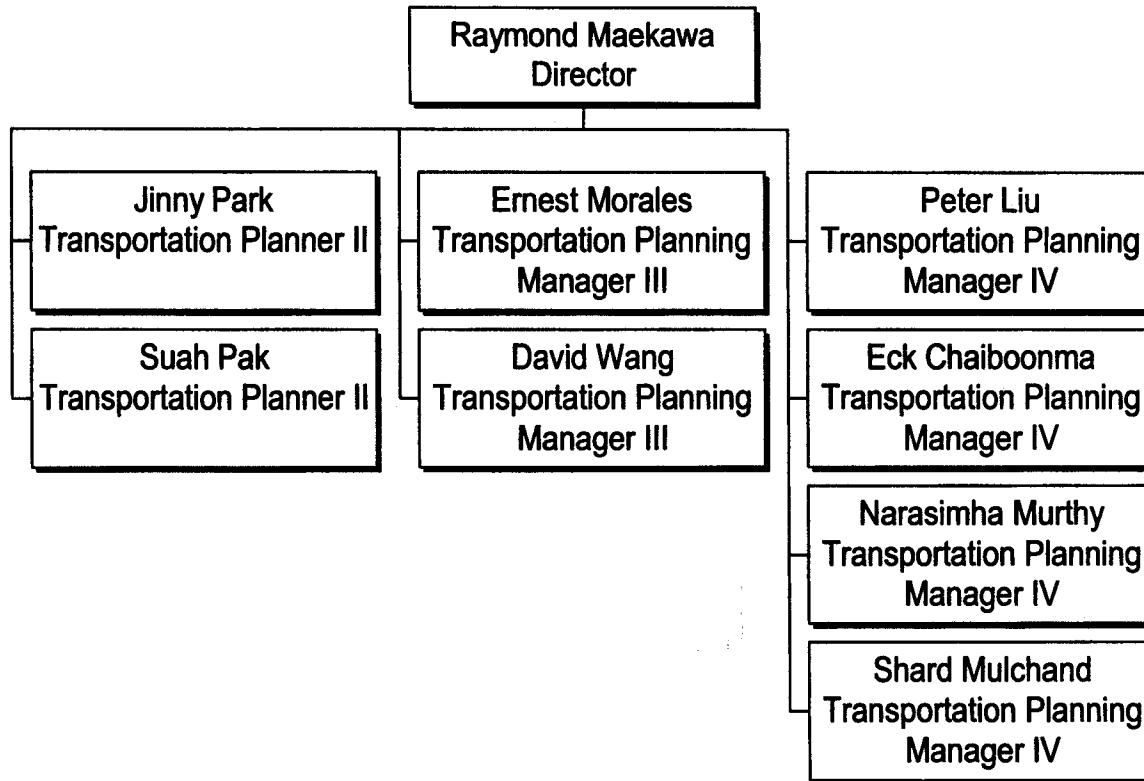 Raymond Maekawa
Director
Jinny Park
Transportation Planner II
Suah Pak
Transportation Planner II
Ernest Morales
Transportation Planning
Manager III
David Wang
Transportation Planning
Manager III
Peter Liu
Transportation Planning
Manager IV
Eck Chaiboonma
Transportation Planning
Manager IV
Narasimha Murthy
Transportation Planning
Manager IV
Shard Mulchand
Transportation Planning
Manager IV